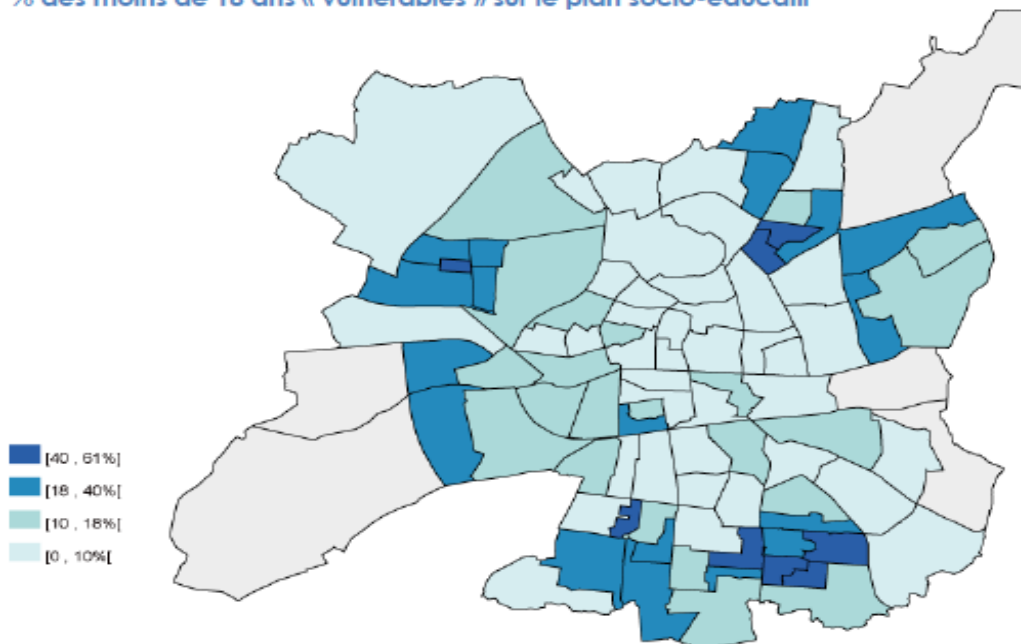 % des moins de 18 ans « vulnérables » sur le plan socio-éducatif
[40 , 61%]
[18 , 40%[
[10 , 18%[
[0 , 10%[